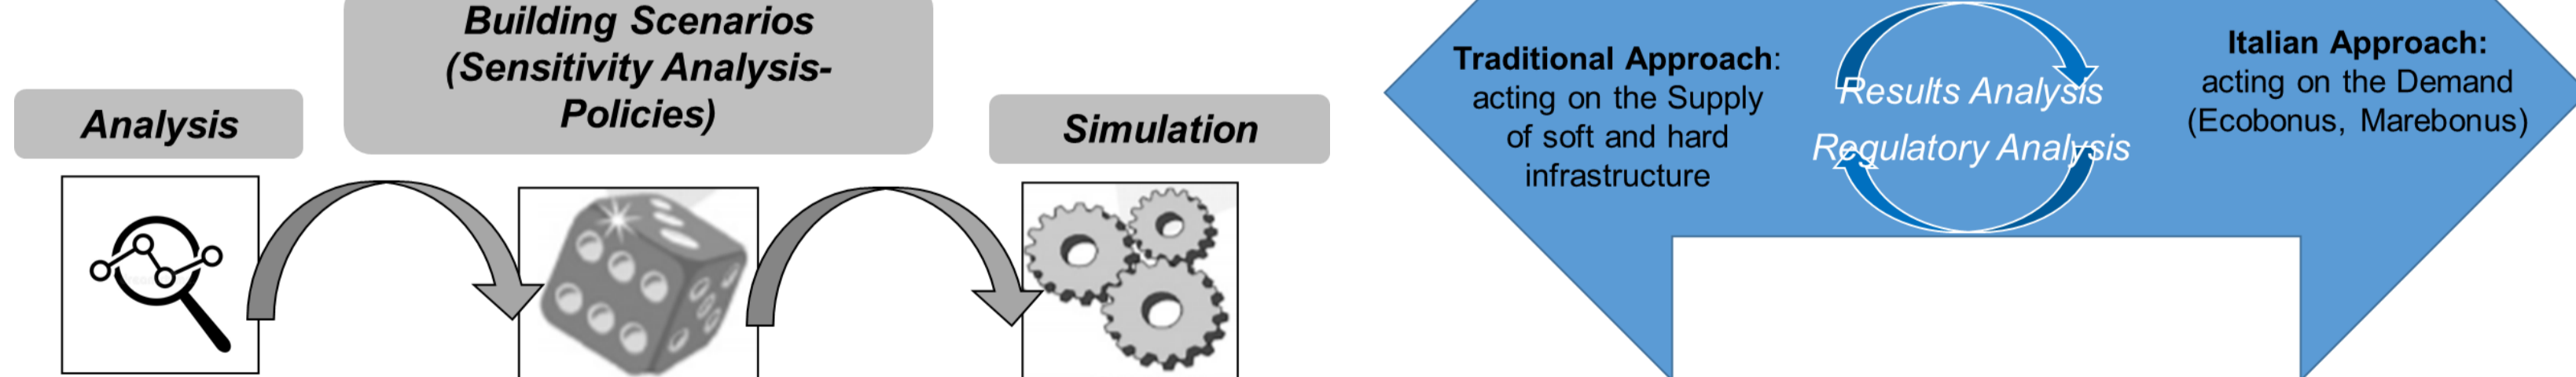 Analysis
Building Scenarios
(Sensitivity Analysis-
Policies)
Simulation
Traditional Approach:
acting on the Supply
of soft and hard
infrastructure
Results Analysis
Regulatory Analysis
Italian Approach:
acting on the Demand
(Ecobonus, Marebonus)